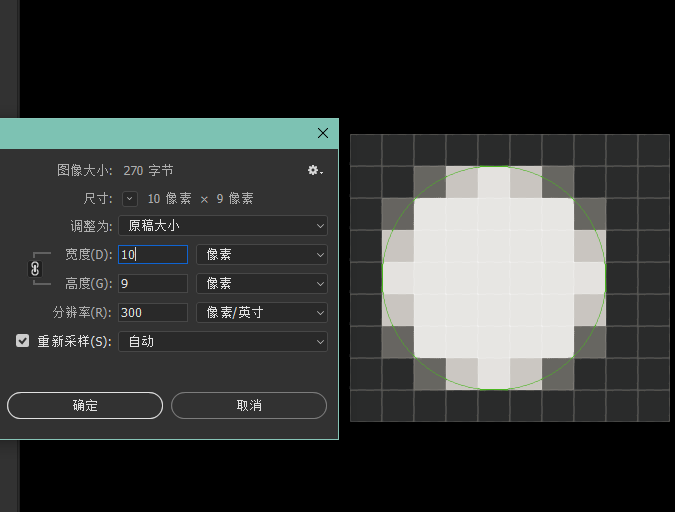 图像大小: 270 字节
尺寸: 10 像素 × 9 像素
调整为: 原稿大小
宽度(D): 10 像素
高度(G): 9 像素
分辨率(R): 300 像素/英寸
重新采样(S): 自动
确定 取消